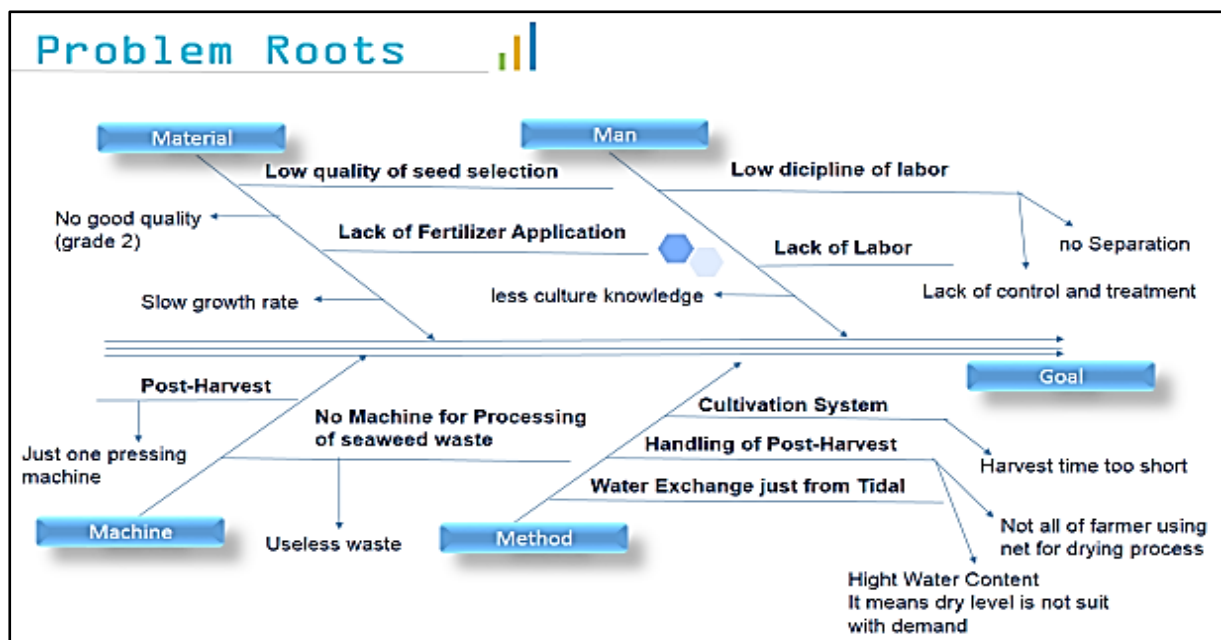 Problem Roots
Material
Man
Low quality of seed selection
Low dicipline of labor
No good quality
(grade 2)
Lack of Fertilizer Application
Lack of Labor
no Separation
Slow growth rate
less culture knowledge
Lack of control and treatment
Goal
Post-Harvest
No Machine for Processing
of seaweed waste
Cultivation System
Just one pressing
machine
Handling of Post-Harvest
Harvest time too short
Water Exchange just from Tidal
Machine
Useless waste
Method
Not all of farmer using
net for drying process
Hight Water Content
It means dry level is not suit
with demand